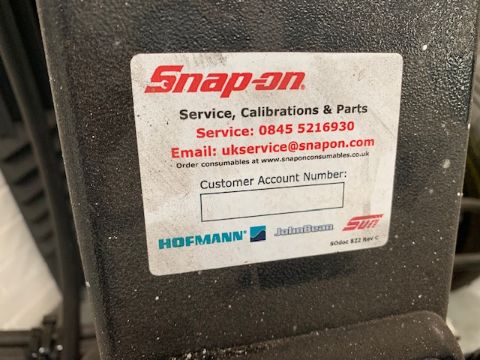 Snap-on®
Service, Calibrations & Parts
Service: 0845 5216930
Email: ukservice@snapon.com
Order consumables at www.snaponconsumables.co.uk
Customer Account Number:
HOFMANN® JohnBean Sun
SDdoc 822 Rev C